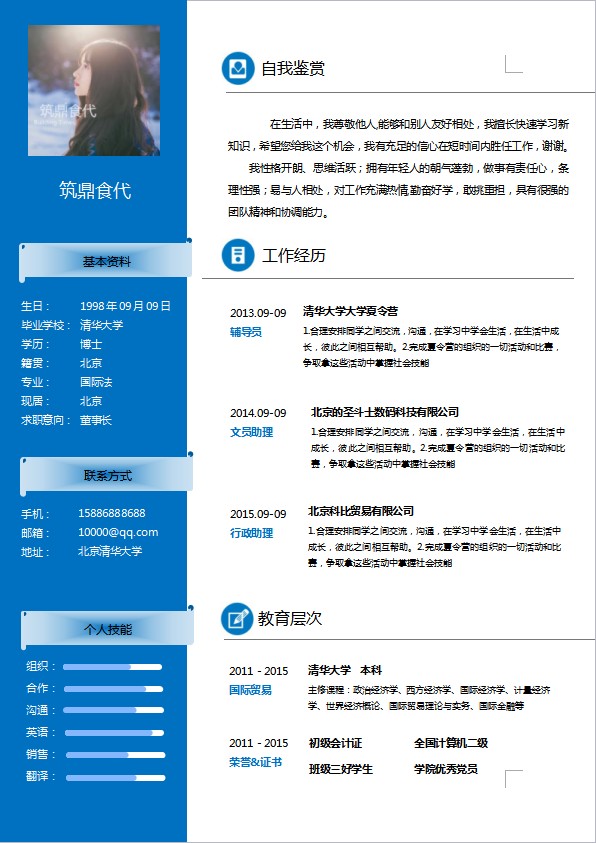 筑鼎食代
筑鼎食代
基本资料
生日： 1998年09月09日
毕业学校： 清华大学
学历： 博士
籍贯： 北京
专业： 国际法
现居： 北京
求职意向： 董事长
联系方式
手机： 15886888688
邮箱： 10000@qq.com
地址： 北京清华大学
个人技能
组织：
合作：
沟通：
英语：
销售：
翻译：
自我鉴赏
在生活中，我善敬他人,能够和别人友好相处，我擅长快速学习新
知识，希望您给我这个机会，我有充足的信心在短时间内胜任工作，谢谢。
我性格开朗、思维活跃；拥有年轻人的朝气蓬勃，做事有责任心，条
理性强；易与人相处，对工作充满热情,勤奋好学，敢挑重担，具有很强的
团队精神和协调能力。
工作经历
2013.09-09 清华大学大学夏令营
辅导员
1.合理安排同学之间交流，沟通，在学习中学会生活，在生活中成
长，彼此之间相互帮助。2.完成夏令营的组织的一切活动和比赛，
争取拿这些活动中掌握社会技能
2014.09-09 北京的圣斗士数码科技有限公司
文员助理
1.合理安排同学之间交流，沟通，在学习中学会生活，在生活中
成长，彼此之间相互帮助。2.完成夏令营的组织的一切活动和比
赛，争取拿这些活动中掌握社会技能
2015.09-09 北京科比贸易有限公司
行政助理
1.合理安排同学之间交流，沟通，在学习中学会生活，在生活中
成长，彼此之间相互帮助。2.完成夏令营的组织的一切活动和比
赛，争取拿这些活动中掌握社会技能
教育层次
2011 - 2015 清华大学 本科
国际贸易
主修课程：政治经济学、西方经济学、国际经济学、计量经济
学、世界经济概论、国际贸易理论与实务、国际金融等
2011 - 2015 初级会计证 全国计算机二级
荣誉&证书
班级三好学生 学院优秀党员